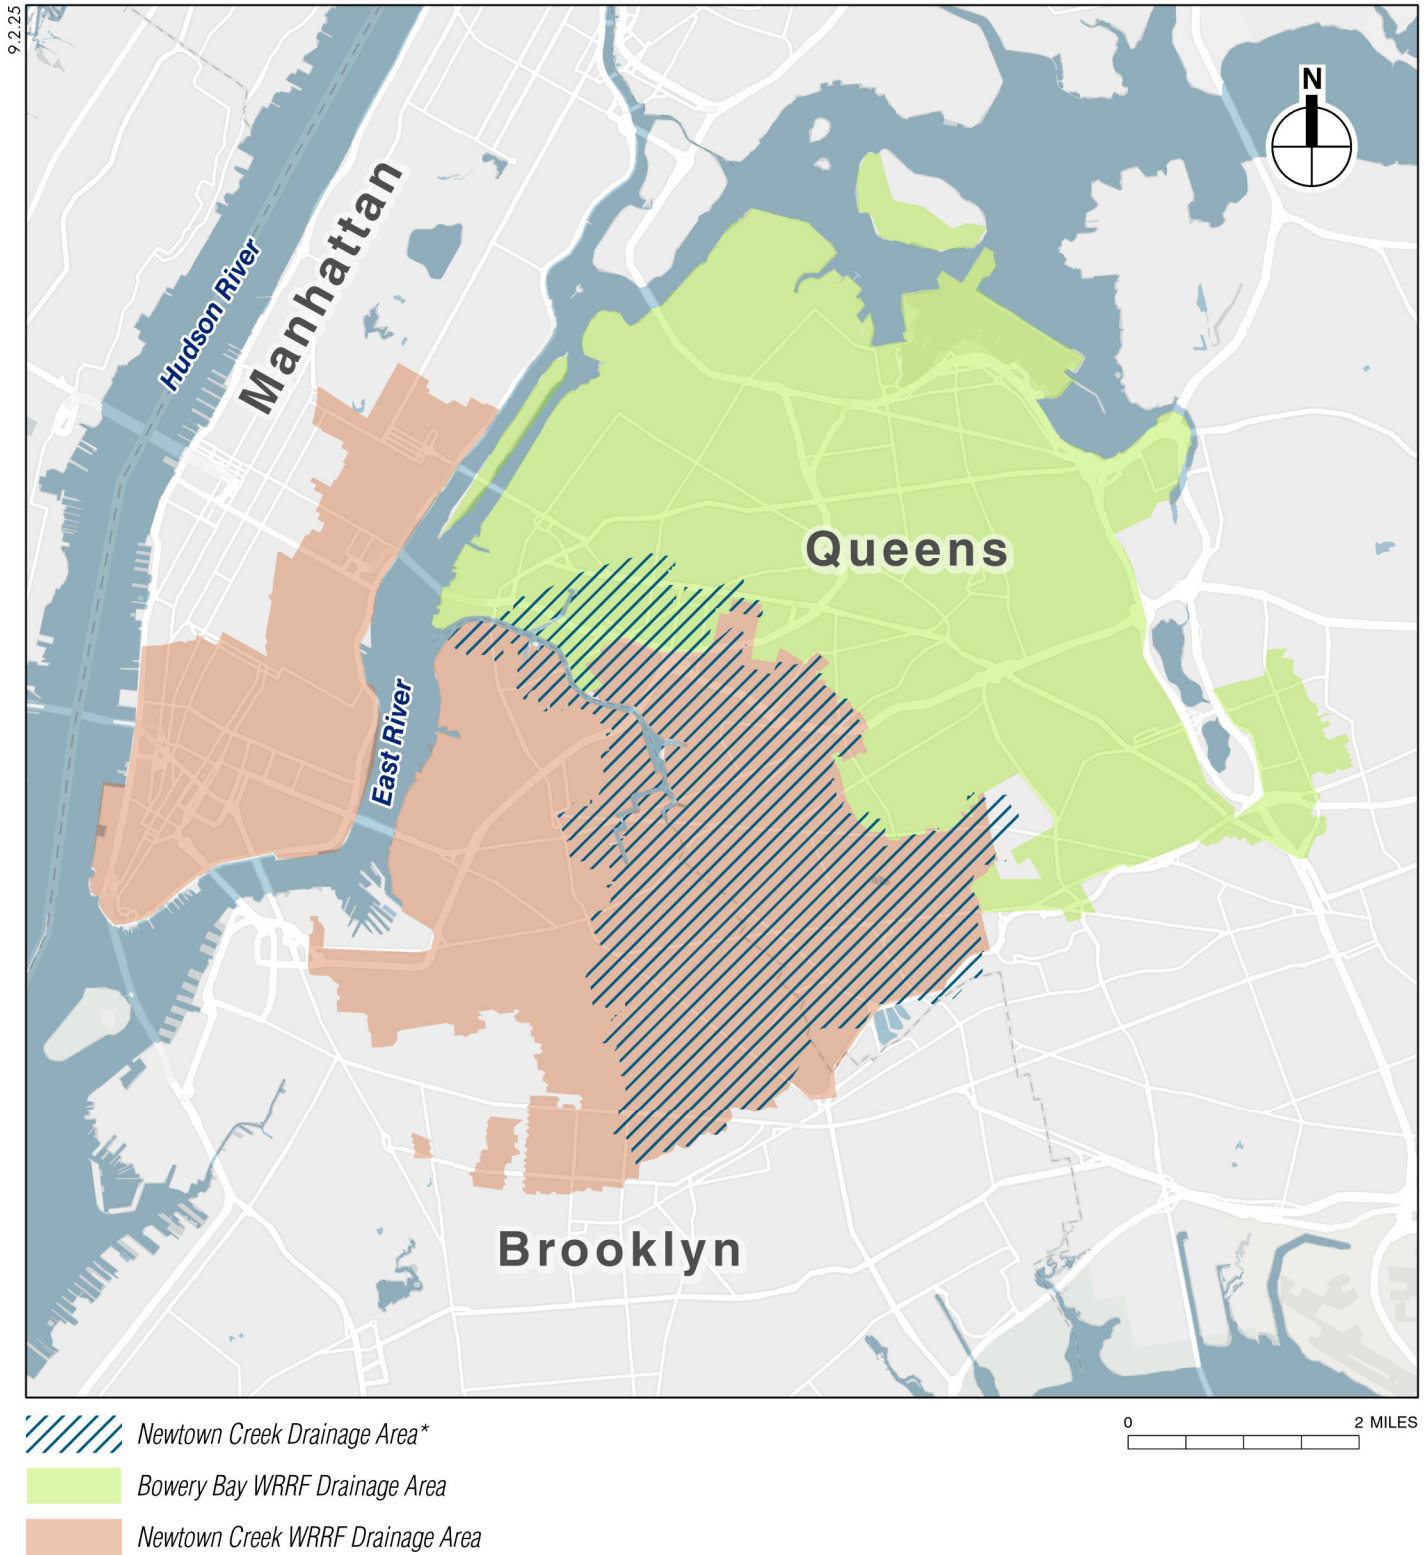 9.2.25
N
Manhattan
Hudson River
Queens
East River
Brooklyn
0 2 MILES
Newtown Creek Drainage Area*
Bowery Bay WRRF Drainage Area
Newtown Creek WRRF Drainage Area